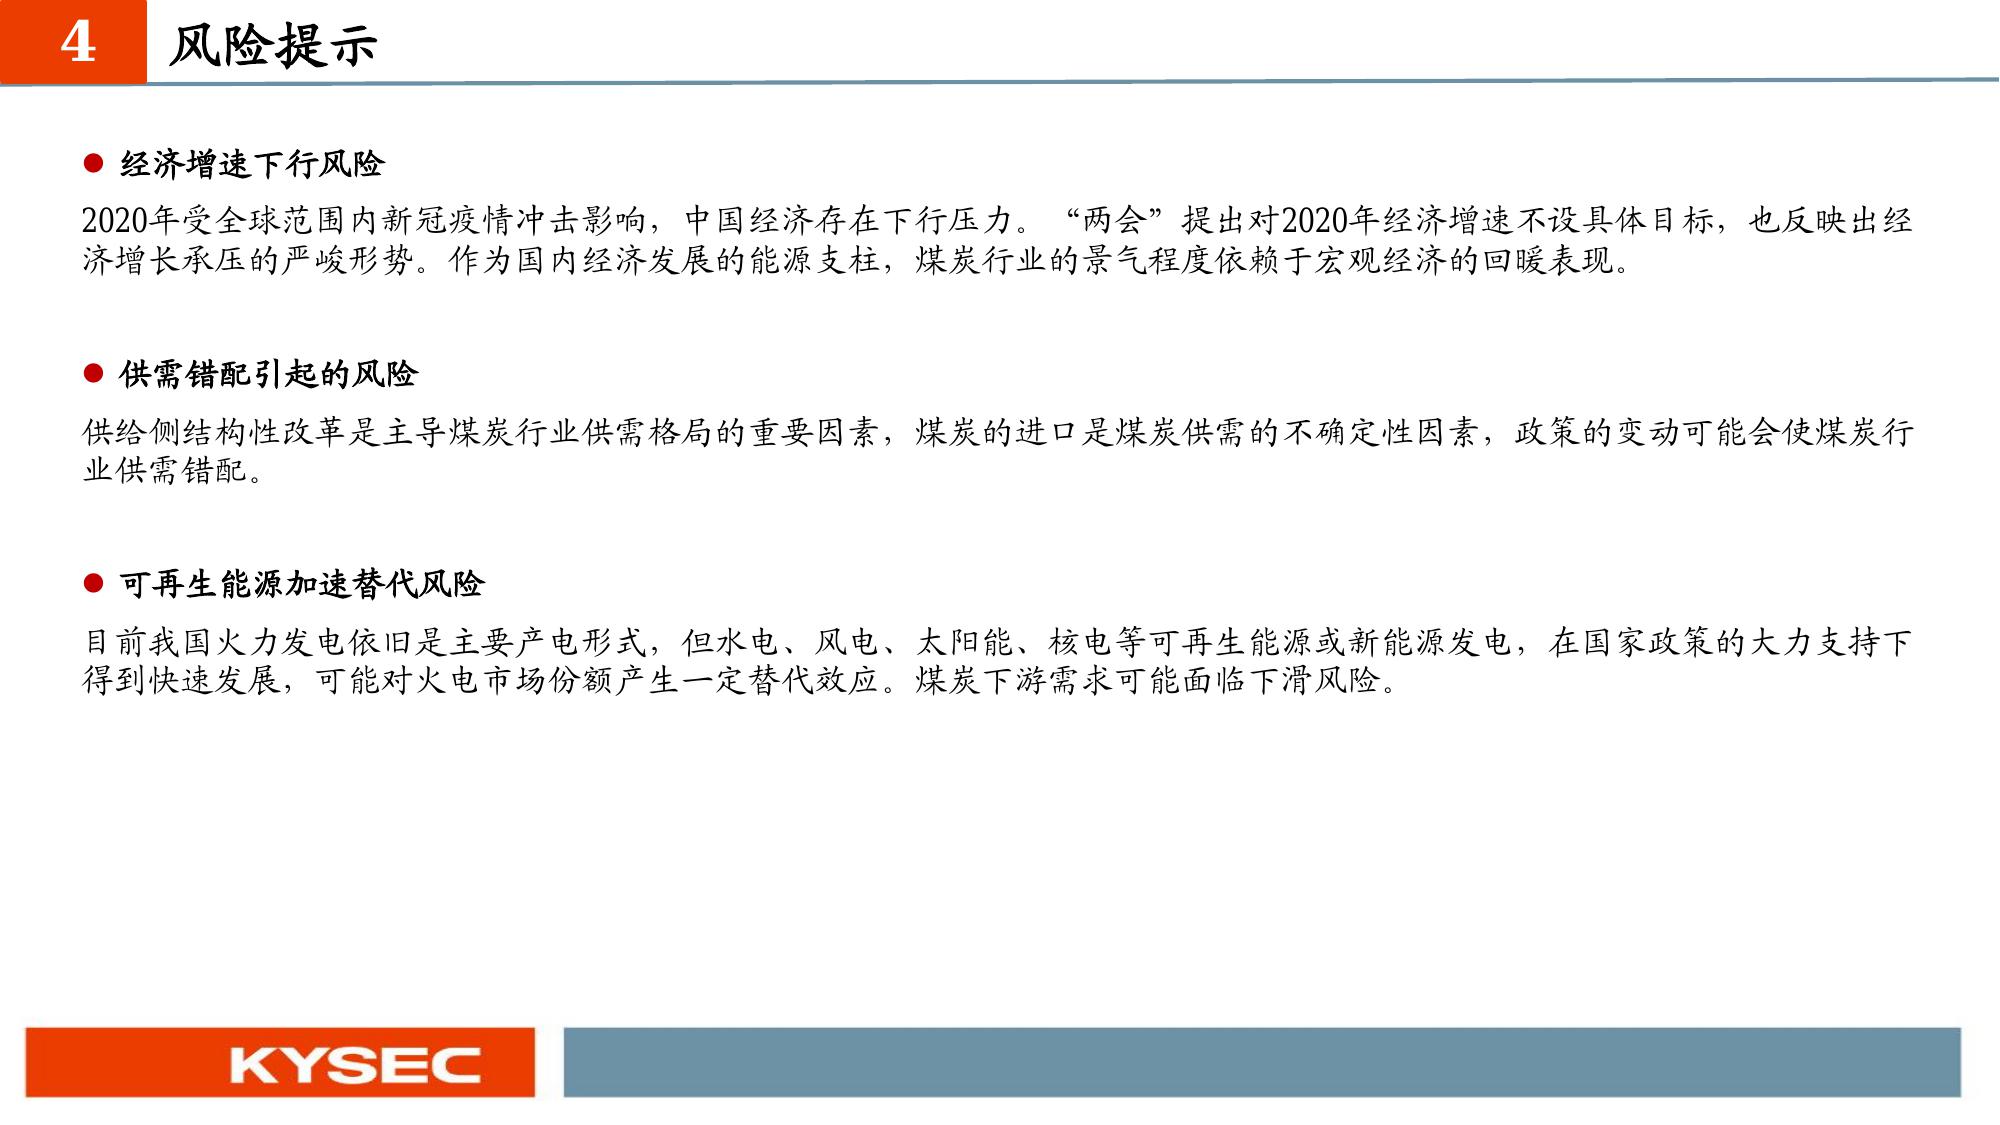 4 风险提示
● 经济增速下行风险
2020年受全球范围内新冠疫情冲击影响，中国经济存在下行压力。“两会”提出对2020年经济增速不设具体目标，也反映出经
济增长承压的严峻形势。作为国内经济发展的能源支柱，煤炭行业的景气程度依赖于宏观经济的回暖表现。
● 供需错配引起的风险
供给侧结构性改革是主导煤炭行业供需格局的重要因素，煤炭的进口是煤炭供需的不确定性因素，政策的变动可能会使煤炭行
业供需错配。
● 可再生能源加速替代风险
目前我国火力发电依旧是主要产电形式，但水电、风电、太阳能、核电等可再生能源或新能源发电，在国家政策的大力支持下
得到快速发展，可能对火电市场份额产生一定替代效应。煤炭下游需求可能面临下滑风险。
KYSEC